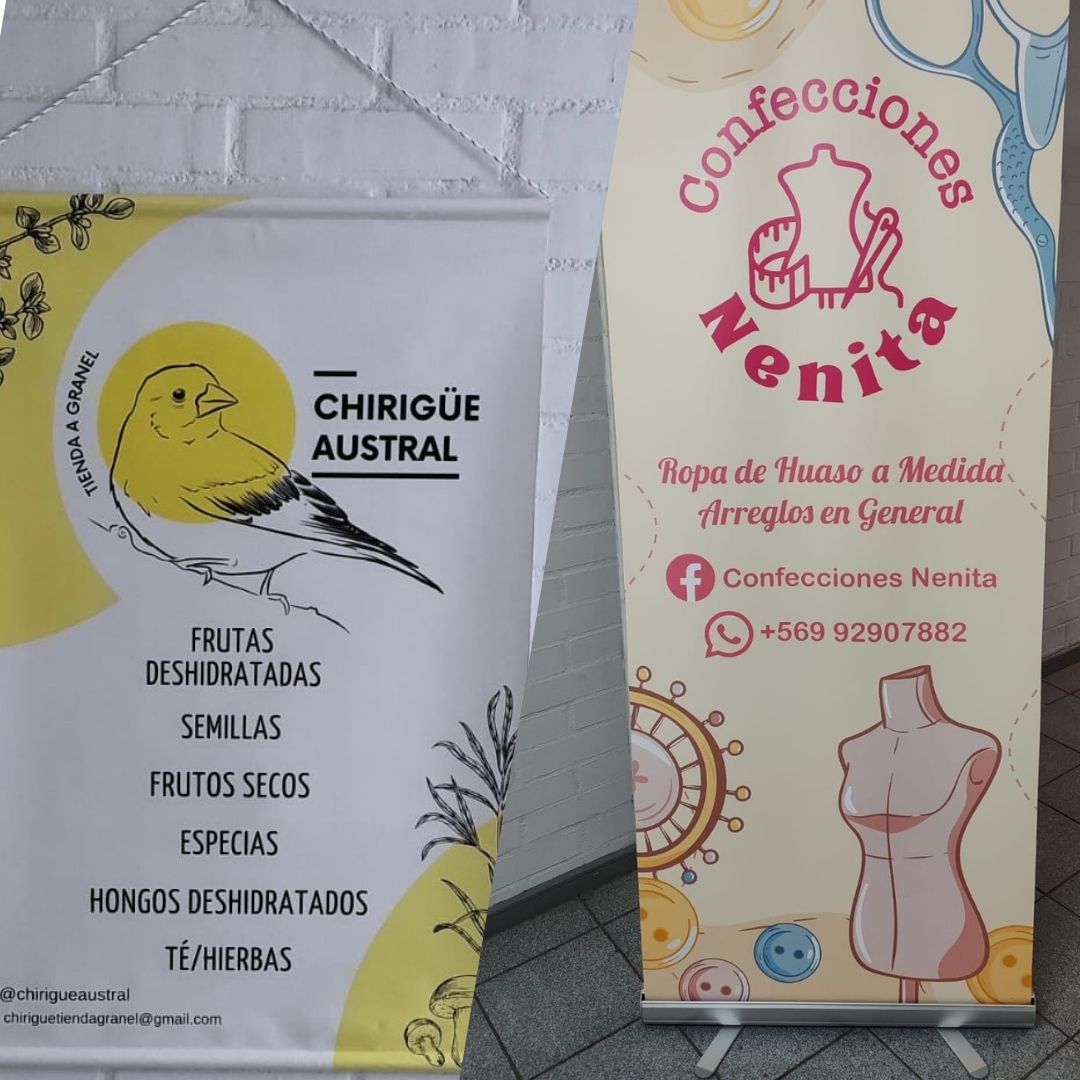 TIENDA A GRANEL
CHIRIGÜE
AUSTRAL
FRUTAS
DESHIDRATADAS
SEMILLAS
FRUTOS SECOS
ESPECIAS
HONGOS DESHIDRATADOS
TÉ/HIERBAS
@chirigueaustral
chiriguetiendagranel@gmail.com
Confecciones
Nenita
Ropa de Huaso a Medida
Arreglos en General
Confecciones Nenita
+569 92907882